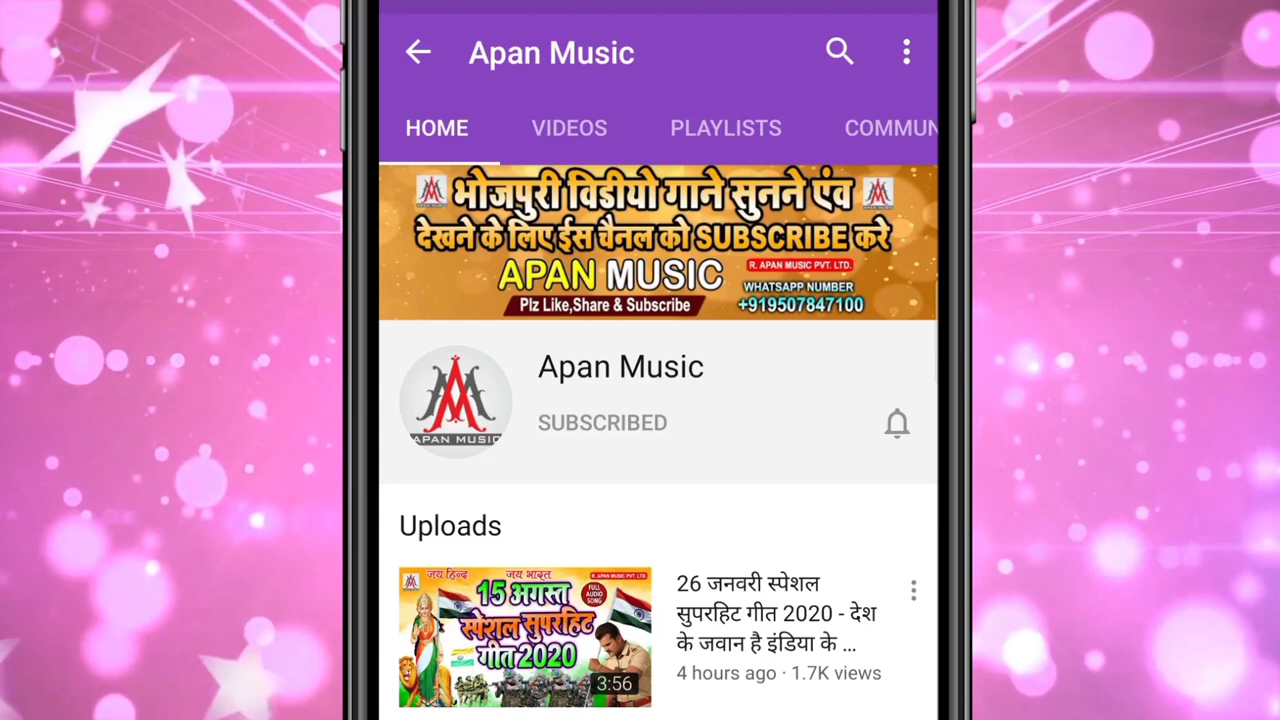 Apan Music
HOME VIDEOS PLAYLISTS COMMUN
भोजपुरी विडीयो गाने सुनने एंव
देखने के लिए ईस चैनल को SUBSCRIBE करे
APAN MUSIC
R. APAN MUSIC PVT. LTD.
WHATSAPP NUMBER
+919507847100
Plz Like,Share & Subscribe
Apan Music
SUBSCRIBED
APAN MUSIC
Uploads
जय हिन्द जय भारत
R. APAN MUSIC PVT. LTD
15 अगस्त
FULL
AUDIO
SONG
स्पेशल सुपरहिट
गीत 2020
3:56
26 जनवरी स्पेशल
सुपरहिट गीत 2020 - देश
के जवान है इंडिया के ...
4 hours ago · 1.7K views